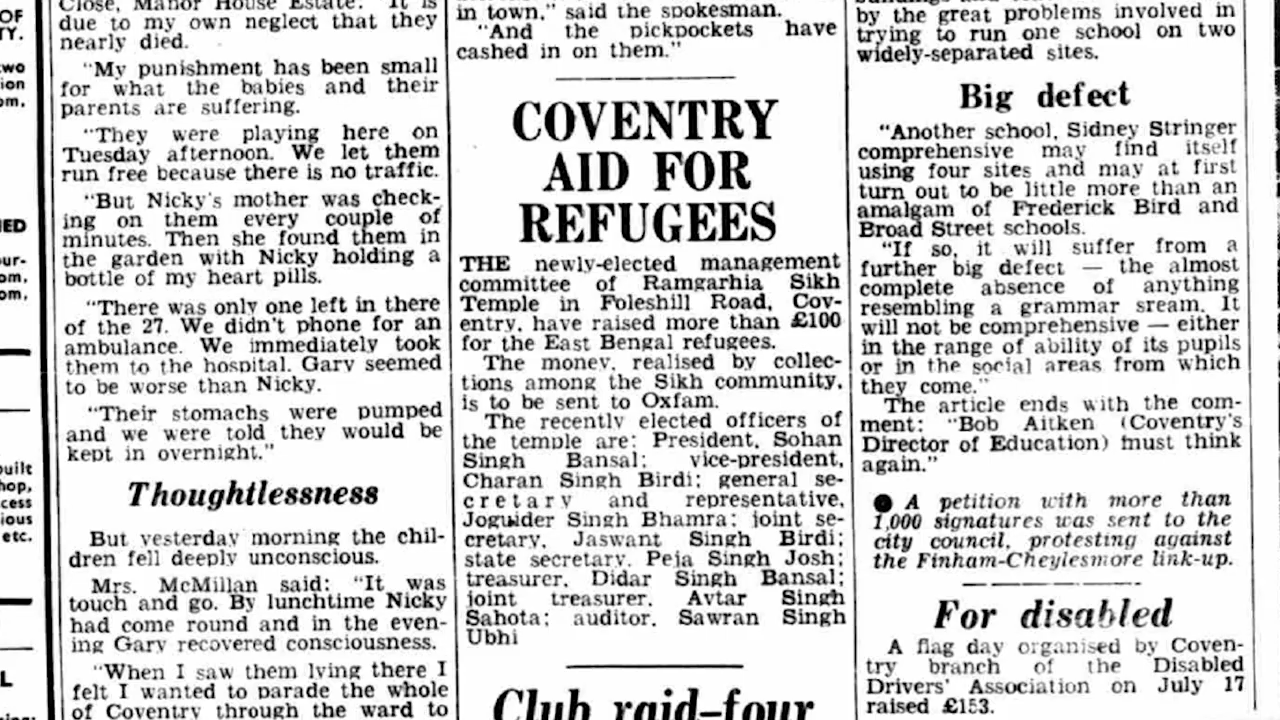 OF
TY.
two
ion
om,
NED
our-
om.
om,
built
hop,
cess
ious
etc.
L
Close, Manor House Estate. "It is
due to my own neglect that they
nearly died.
"My punishment has been small
for what the babies and their
parents are suffering.
"They were playing here on
Tuesday afternoon. We let them
run free because there is no traffic.
"But Nicky's mother was check-
ing on them every couple of
minutes. Then she found them in
the garden with Nicky holding a
bottle of my heart pills.
"There was only one left in there
of the 27. We didn't phone for an
ambulance. We immediately took
them to the hospital. Gary seemed
to be worse than Nicky.
"Their stomachs were pumped
and we were told they would be
kept in overnight."
Thoughtlessness
But yesterday morning the chil-
dren fell deeply unconscious.
Mrs. McMillan said: "It was
touch and go. By lunchtime Nicky
had come round and in the even-
ing Gary recovered consciousness.
"When I saw them lying there I
felt I wanted to parade the whole
of Coventry through the ward to
in town," said the spokesman.
"And the pickpockets have
cashed in on them."
COVENTRY
AID FOR
REFUGEES
THE newly-elected management
committee of Ramgarhia Sikh
Temple in Foleshill Road, Cov-
entry, have raised more than £100
for the East Bengal refugees.
The money, realised by collec-
tions among the Sikh community,
is to be sent to Oxfam.
The recently elected officers of
the temple are: President, Sohan
Singh Bansal; vice-president,
Charan Singh Birdi; general se-
cretary and representative,
Joguider Singh Bhamra; joint se-
cretary, Jaswant Singh Birdi;
state secretary, Peja Singh Josh;
treasurer, Didar Singh Bansal;
joint treasurer, Avtar Singh
Sahota; auditor, Sawran Singh
Ubhi
Club raid-four
by the great problems involved in
trying to run one school on two
widely-separated sites.
Big defect
"Another school, Sidney Stringer
comprehensive may find itself
using four sites and may at first
turn out to be little more than an
amalgam of Frederick Bird and
Broad Street schools.
"If so, it will suffer from a
further big defect — the almost
complete absence of anything
resembling a grammar sream. It
will not be comprehensive — either
in the range of ability of its pupils
or in the social areas from which
they come."
The article ends with the com-
ment: "Bob Aitken (Coventry's
Director of Education) must think
again."
● A petition with more than
1,000 signatures was sent to the
city council, protesting against
the Finham-Cheylesmore link-up.
For disabled
A flag day organised by Coven-
try branch of the Disabled
Drivers' Association on July 17
raised £153.